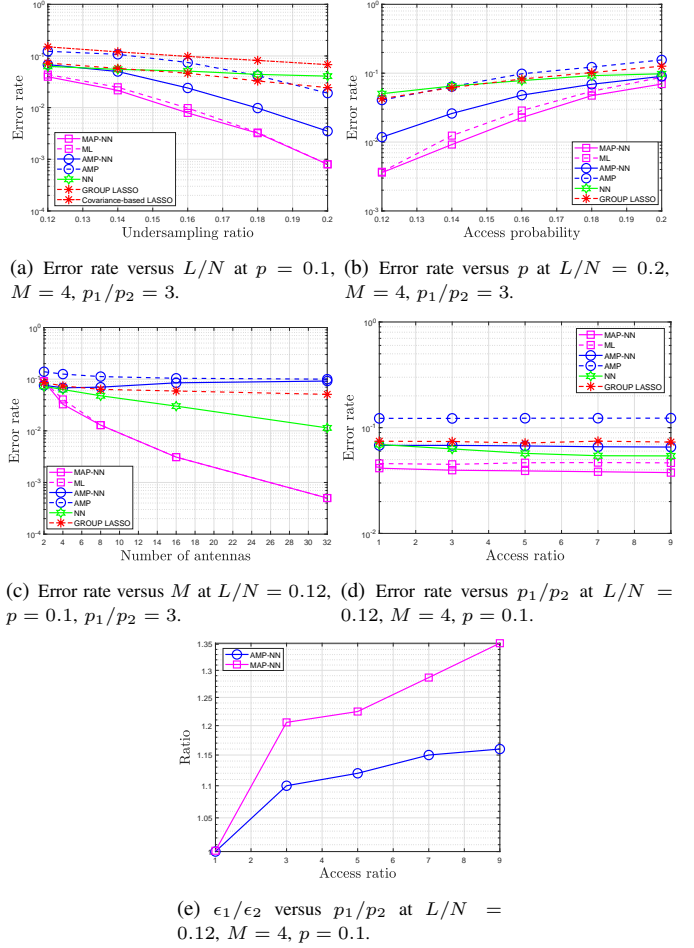 10^0
10^-1
10^-2
10^-3
10^-4
Error rate
MAP-NN
ML
AMP-NN
AMP
NN
GROUP LASSO
Covariance-based LASSO
0.12 0.13 0.14 0.15 0.16 0.17 0.18 0.19 0.2
Undersampling ratio
10^0
10^-1
10^-2
10^-3
Error rate
MAP-NN
ML
AMP-NN
AMP
NN
GROUP LASSO
0.12 0.13 0.14 0.15 0.16 0.17 0.18 0.19 0.2
Access probability
(a) Error rate versus L/N at p = 0.1,
M = 4, p1/p2 = 3.
(b) Error rate versus p at L/N = 0.2,
M = 4, p1/p2 = 3.
10^0
10^-1
10^-2
10^-3
10^-4
Error rate
MAP-NN
ML
AMP-NN
AMP
NN
GROUP LASSO
2 4 6 8 10 12 14 16 18 20 22 24 26 28 30 32
Number of antennas
10^0
10^-1
10^-2
Error rate
MAP-NN
ML
AMP-NN
AMP
NN
GROUP LASSO
1 2 3 4 5 6 7 8 9
Access ratio
(c) Error rate versus M at L/N = 0.12,
p = 0.1, p1/p2 = 3.
(d) Error rate versus p1/p2 at L/N =
0.12, M = 4, p = 0.1.
1.35
1.3
1.25
1.2
1.15
1.1
1.05
Ratio
AMP-NN
MAP-NN
1 2 3 4 5 6 7 8 9
Access ratio
(e) ϵ1/ϵ2 versus p1/p2 at L/N =
0.12, M = 4, p = 0.1.